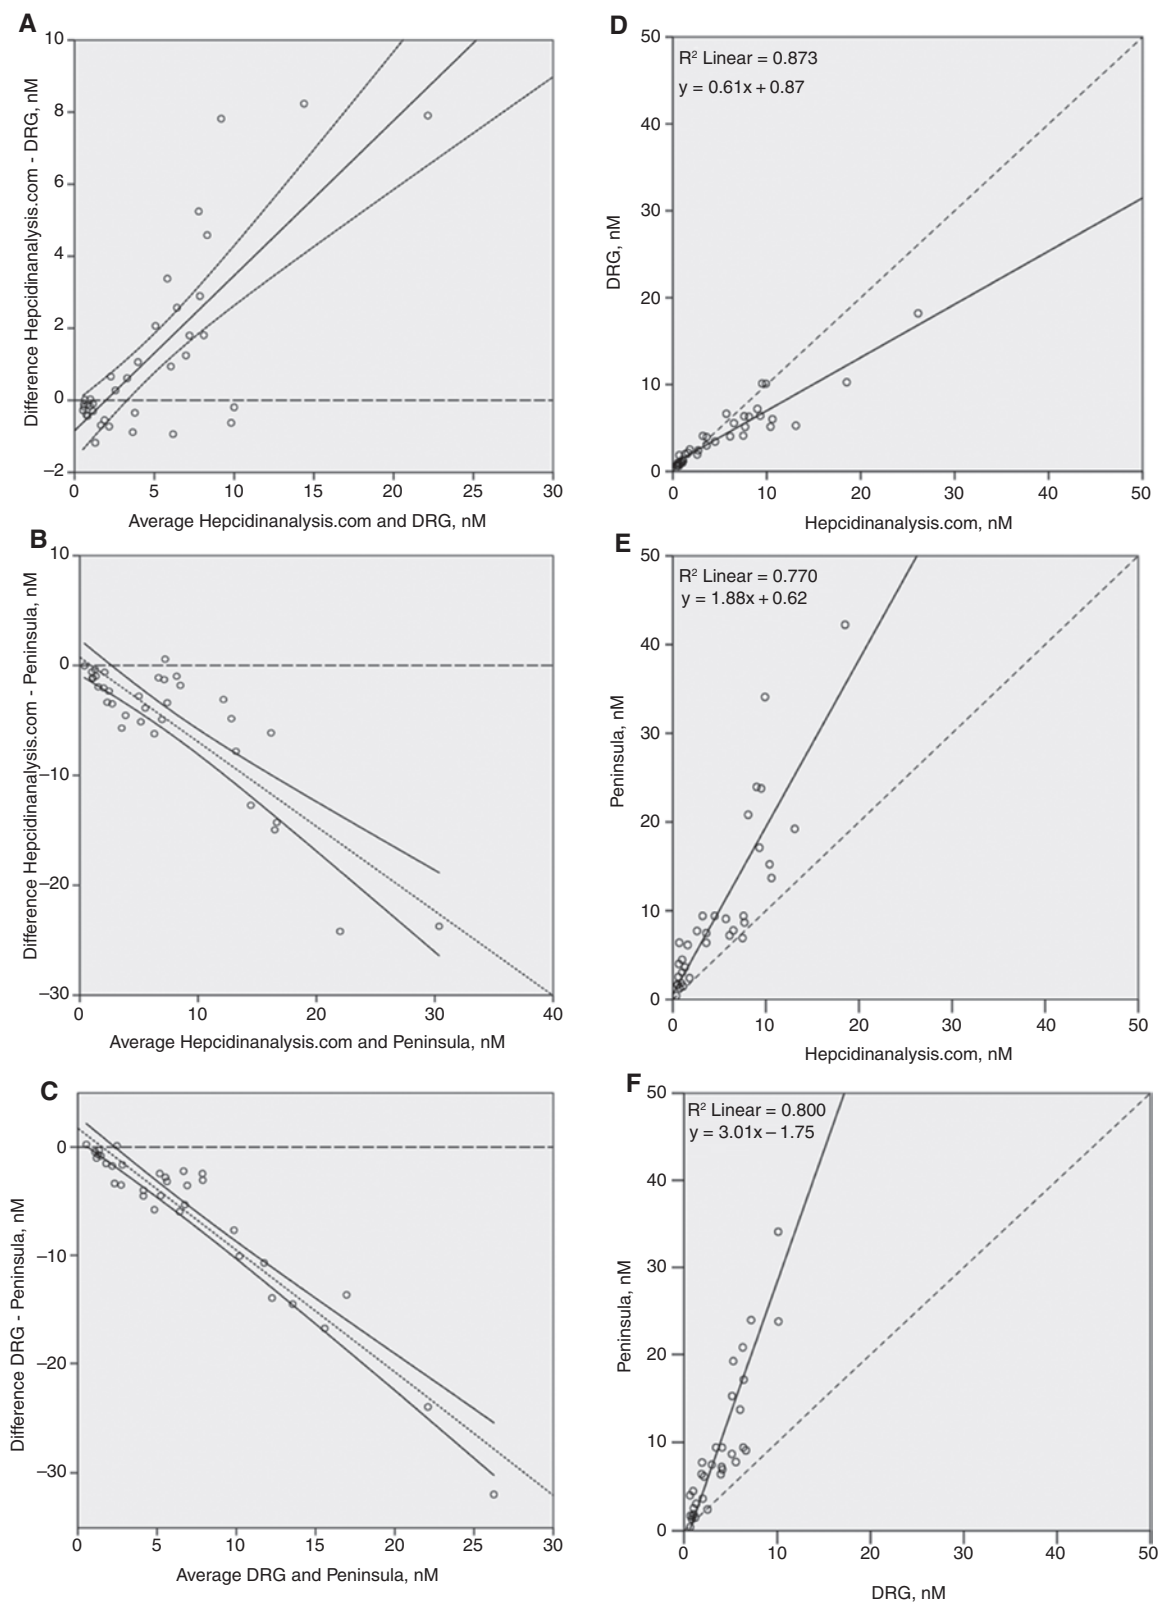 A
10
8
6
4
2
0
−2
Difference Hepcidinanalysis.com - DRG, nM
0 5 10 15 20 25 30
Average Hepcidinanalysis.com and DRG, nM
D
50
40
30
20
10
0
DRG, nM
R² Linear = 0.873
y = 0.61x + 0.87
0 10 20 30 40 50
Hepcidinanalysis.com, nM
B
10
0
−10
−20
−30
Difference Hepcidinanalysis.com - Peninsula, nM
0 10 20 30 40
Average Hepcidinanalysis.com and Peninsula, nM
E
50
40
30
20
10
0
Peninsula, nM
R² Linear = 0.770
y = 1.88x + 0.62
0 10 20 30 40 50
Hepcidinanalysis.com, nM
C
0
−10
−20
−30
Difference DRG - Peninsula, nM
0 5 10 15 20 25 30
Average DRG and Peninsula, nM
F
50
40
30
20
10
0
Peninsula, nM
R² Linear = 0.800
y = 3.01x − 1.75
0 10 20 30 40 50
DRG, nM